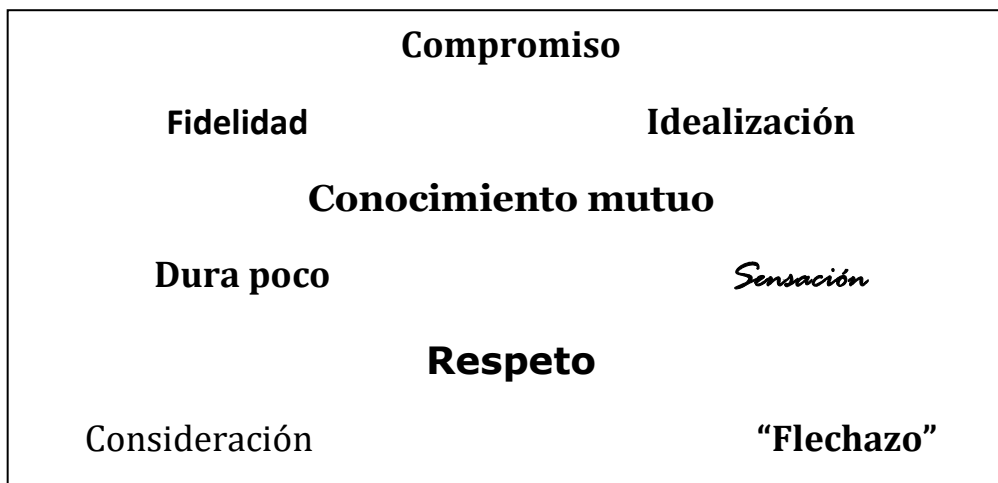 Compromiso
Fidelidad Idealización
Conocimiento mutuo
Dura poco Sensación
Respeto
Consideración “Flechazo”